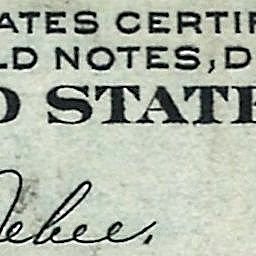 ATES CERTIF
LD NOTES, D
D STATE